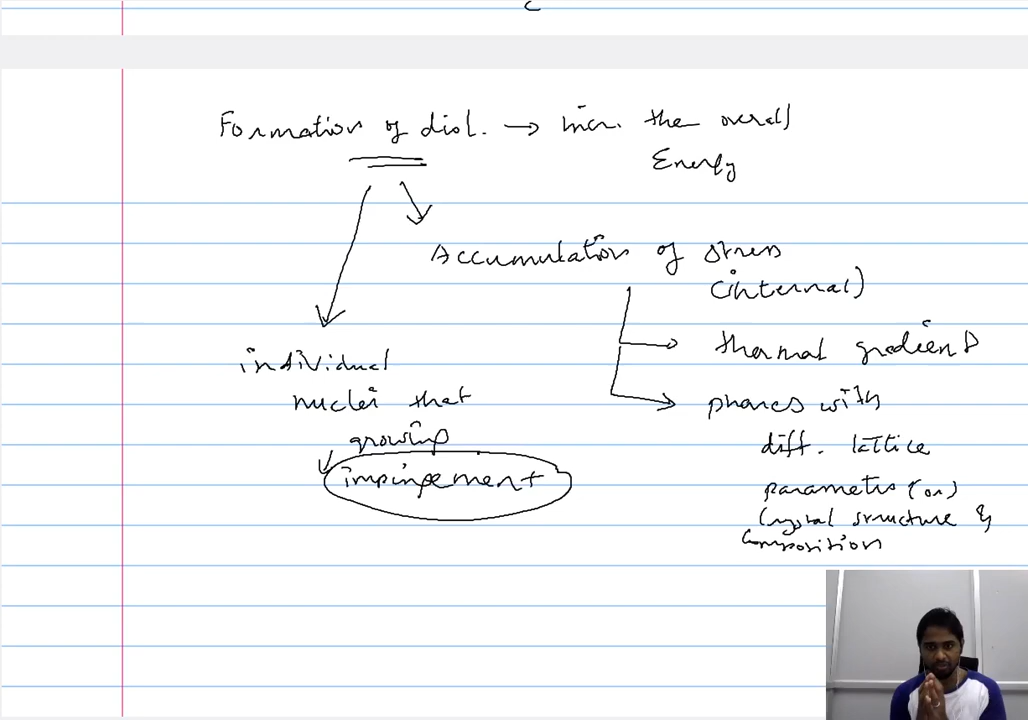 Formation of disl. → incr. the overall
Energy
Accumulation of stress
(internal)
thermal gradient
individual
nuclei that
growing
impingement
phases with
diff. lattice
parameters (or)
Crystal structure &
Composition